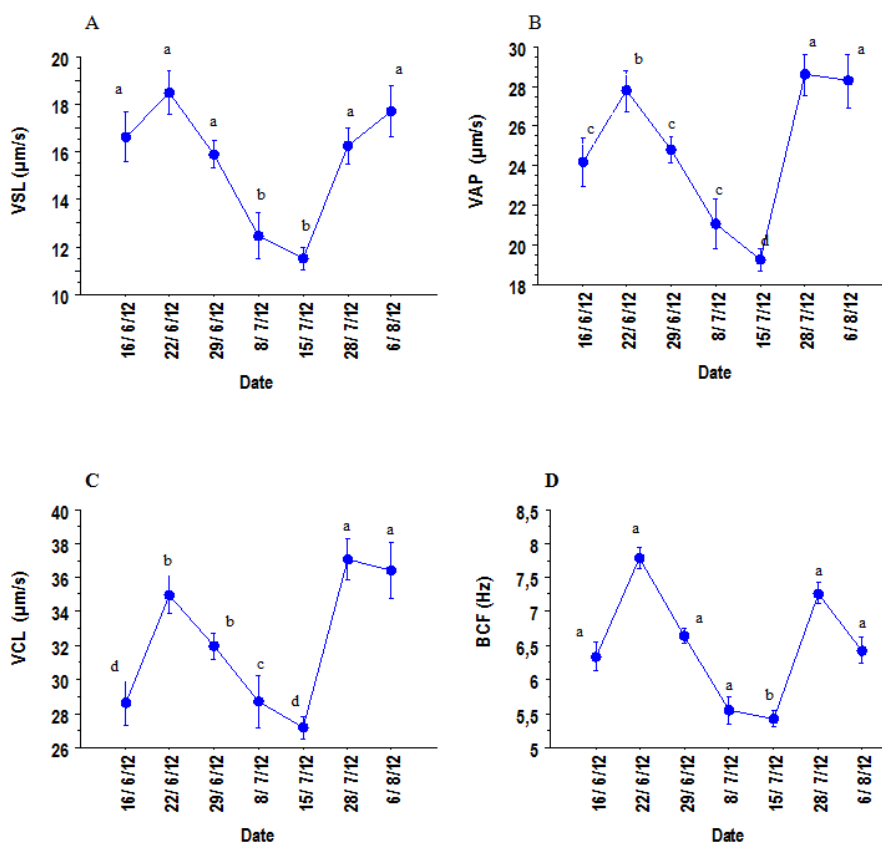 A
VSL (µm/s)
20
18
16
14
12
10
a
a
a
b
b
a
a
16/ 6/12
22/ 6/12
29/ 6/12
8/ 7/12
15/ 7/12
28/ 7/12
6/ 8/12
Date
B
VAP (µm/s)
30
28
26
24
22
20
18
c
b
c
c
d
a
a
16/ 6/12
22/ 6/12
29/ 6/12
8/ 7/12
15/ 7/12
28/ 7/12
6/ 8/12
Date
C
VCL (µm/s)
40
38
36
34
32
30
28
26
d
b
b
c
d
a
a
16/ 6/12
22/ 6/12
29/ 6/12
8/ 7/12
15/ 7/12
28/ 7/12
6/ 8/12
Date
D
BCF (Hz)
8,5
8
7,5
7
6,5
6
5,5
5
a
a
a
a
b
a
a
16/ 6/12
22/ 6/12
29/ 6/12
8/ 7/12
15/ 7/12
28/ 7/12
6/ 8/12
Date